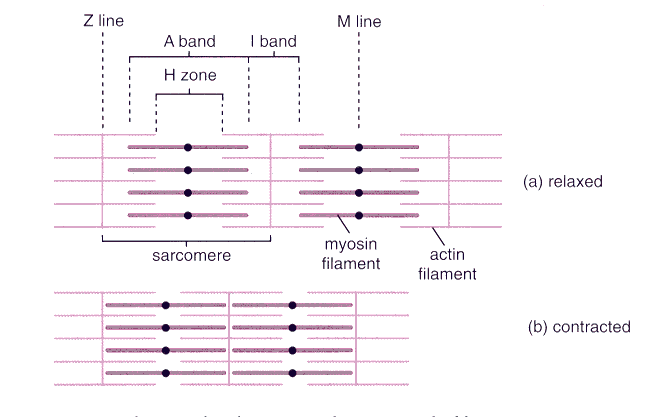 Z line
M line
A band
I band
H zone
(a) relaxed
sarcomere
myosin
filament
actin
filament
(b) contracted